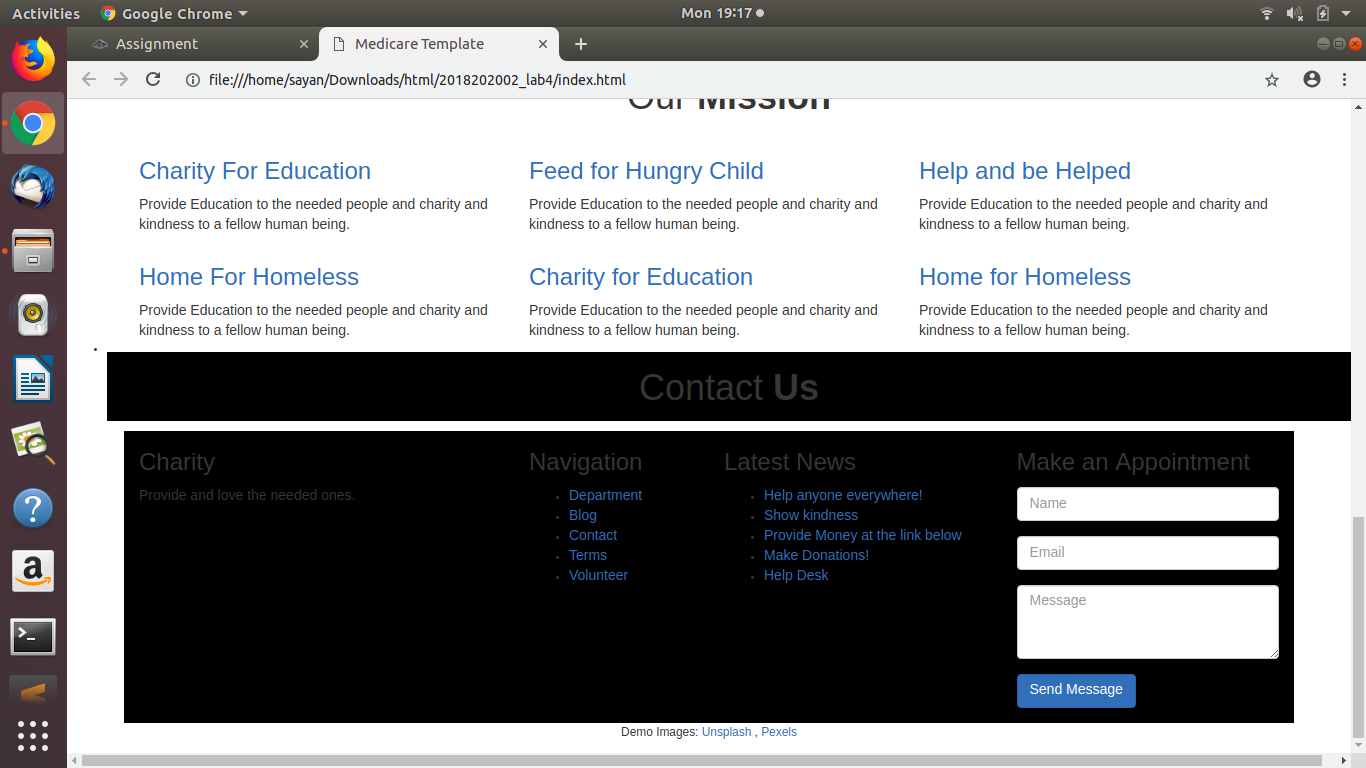 Activities Google Chrome Mon 19:17
Assignment Medicare Template
file:///home/sayan/Downloads/html/2018202002_lab4/index.html
Our Mission
Charity For Education
Provide Education to the needed people and charity and
kindness to a fellow human being.
Feed for Hungry Child
Provide Education to the needed people and charity and
kindness to a fellow human being.
Help and be Helped
Provide Education to the needed people and charity and
kindness to a fellow human being.
Home For Homeless
Provide Education to the needed people and charity and
kindness to a fellow human being.
Charity for Education
Provide Education to the needed people and charity and
kindness to a fellow human being.
Home for Homeless
Provide Education to the needed people and charity and
kindness to a fellow human being.
Contact Us
Charity
Provide and love the needed ones.
Navigation
Department
Blog
Contact
Terms
Volunteer
Latest News
Help anyone everywhere!
Show kindness
Provide Money at the link below
Make Donations!
Help Desk
Make an Appointment
Name
Email
Message
Send Message
Demo Images: Unsplash , Pexels